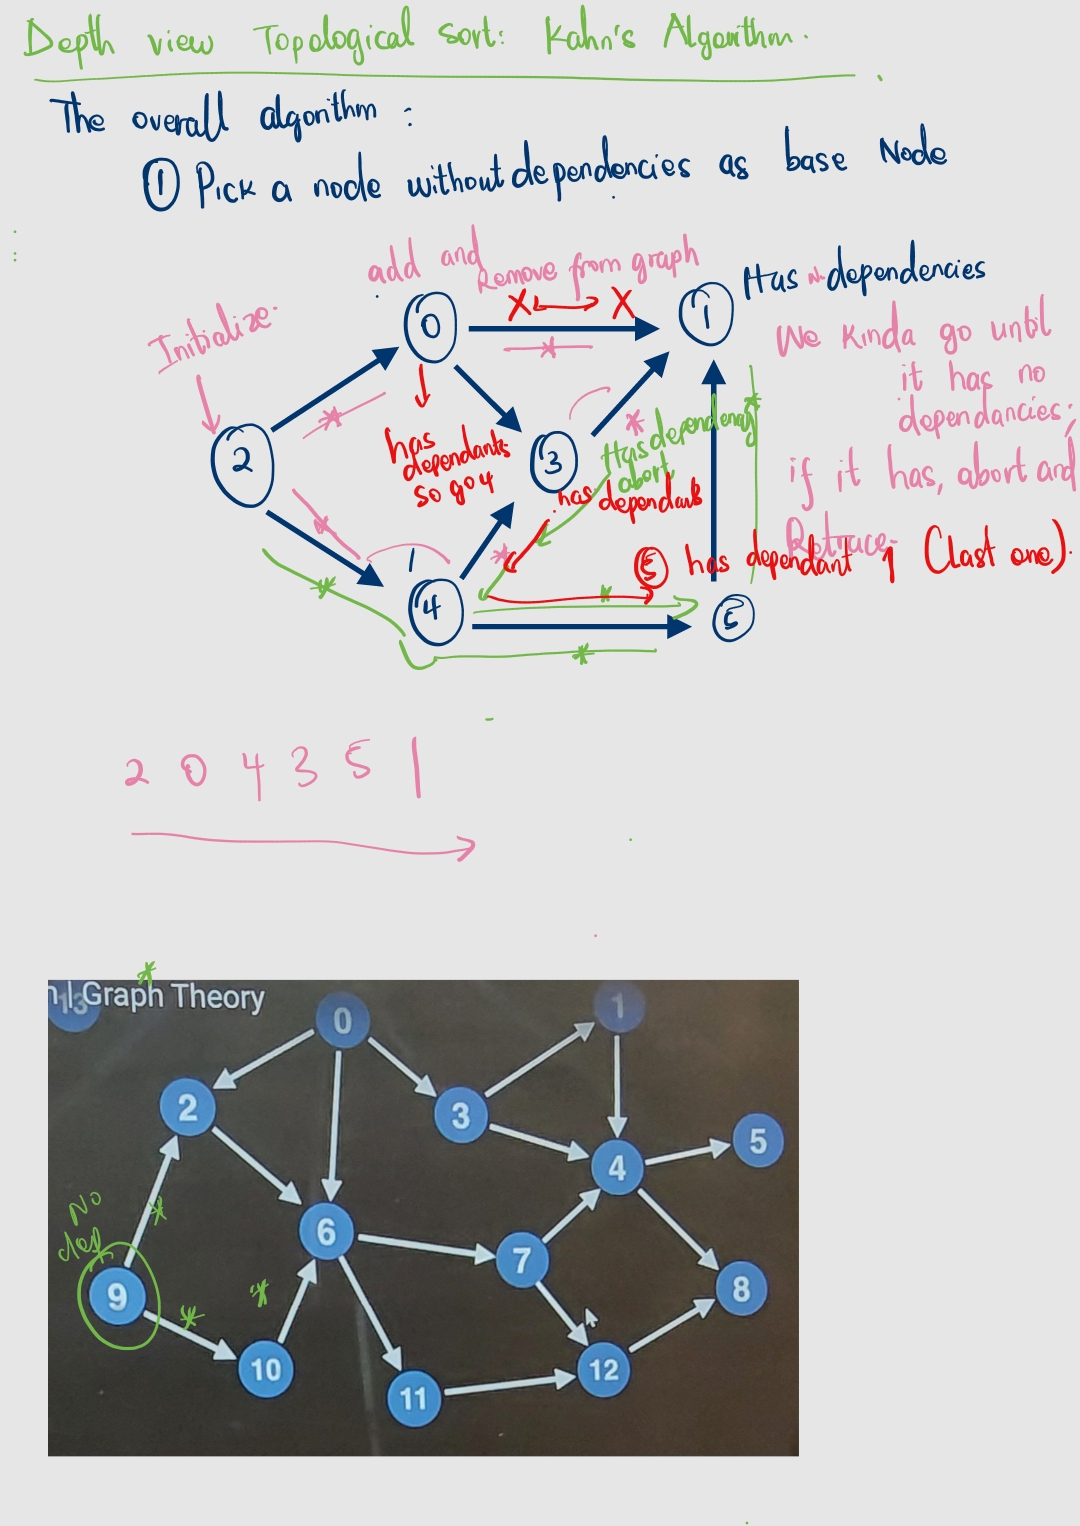 Depth view Topological sort: Kahn's Algorithm.
The overall algorithm :
① Pick a node without dependencies as base Node
add and
Remove from graph
Has no dependencies
Initialize.
X X
0
1
We kinda go until
it has no
dependancies;
if it has, abort and
Retrace.
2
has
dependants
so go 4
3
Has dependency
abort
has dependants
5 has dependant 1 (last one).
4
5
2 0 4 3 5 1
13 | Graph Theory
0
1
2
3
4
5
No
dep
6
7
8
9
10
11
12